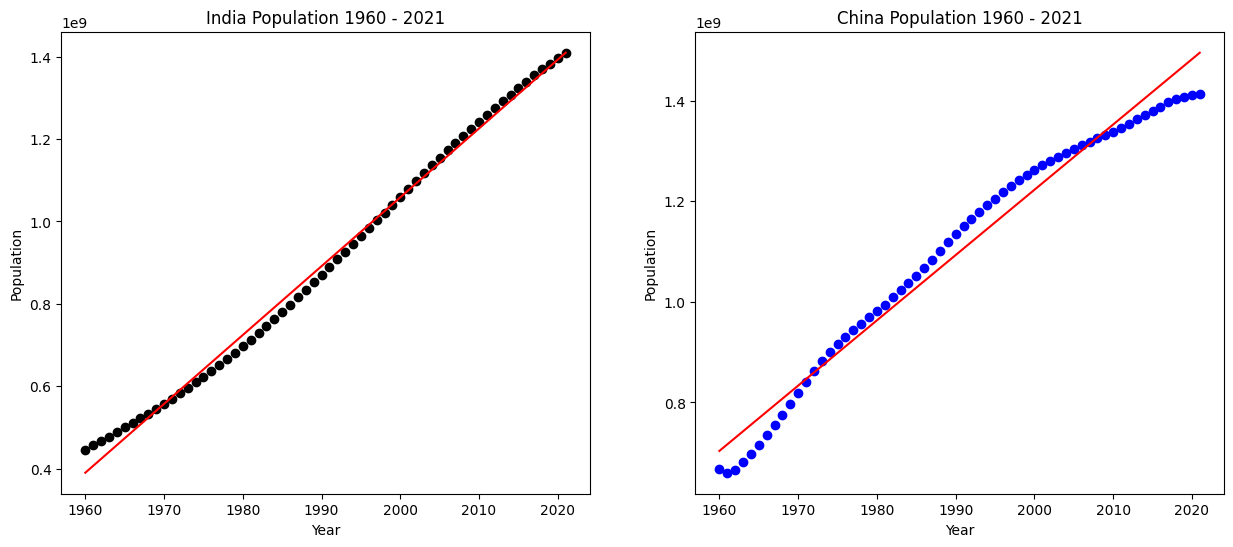 India Population 1960 - 2021
1e9
1.4
1.2
1.0
0.8
0.6
0.4
Population
1960 1970 1980 1990 2000 2010 2020
Year
China Population 1960 - 2021
1e9
1.4
1.2
1.0
0.8
Population
1960 1970 1980 1990 2000 2010 2020
Year